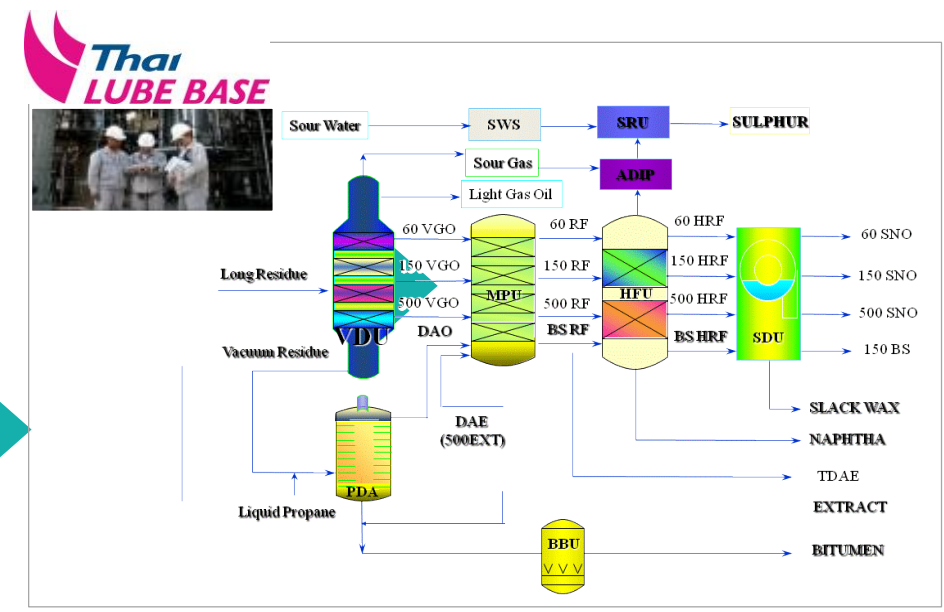 Thai
LUBE BASE
Sour Water
SWS
SRU
SULPHUR
Sour Gas
ADIP
Light Gas Oil
60 VGO
60 RF
60 HRF
60 SNO
Long Residue
150 VGO
150 RF
150 HRF
150 SNO
MPU
HFU
500 VGO
500 RF
500 HRF
500 SNO
VDU
DAO
BS RF
BS HRF
SDU
150 BS
Vacuum Residue
SLACK WAX
DAE
(500EXT)
NAPHTHA
TDAE
PDA
Liquid Propane
EXTRACT
BBU
BITUMEN